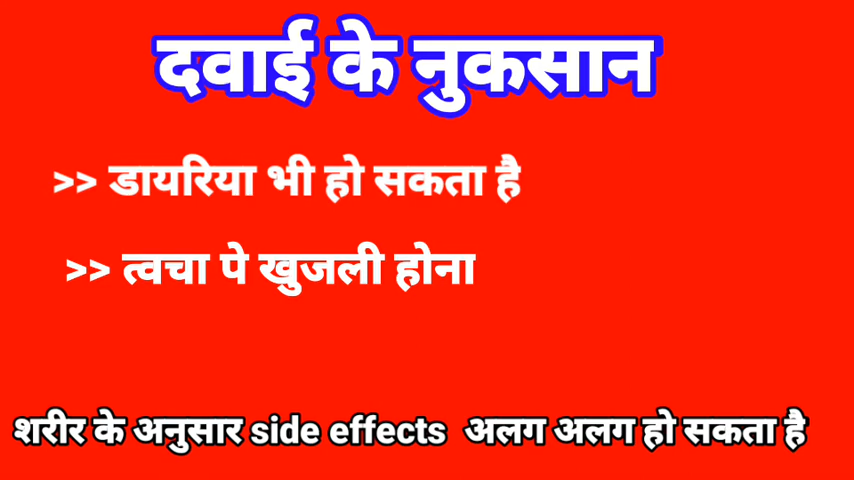 दवाई के नुकसान
>> डायरिया भी हो सकता है
>> त्वचा पे खुजली होना
शरीर के अनुसार side effects अलग अलग हो सकता है